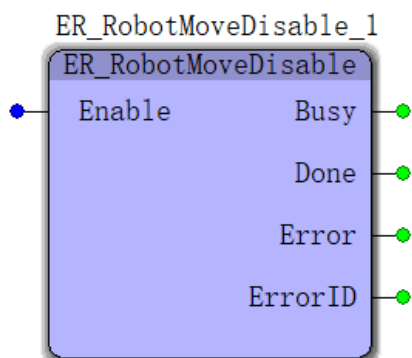 ER_RobotMoveDisable_1
ER_RobotMoveDisable
Enable Busy
Done
Error
ErrorID